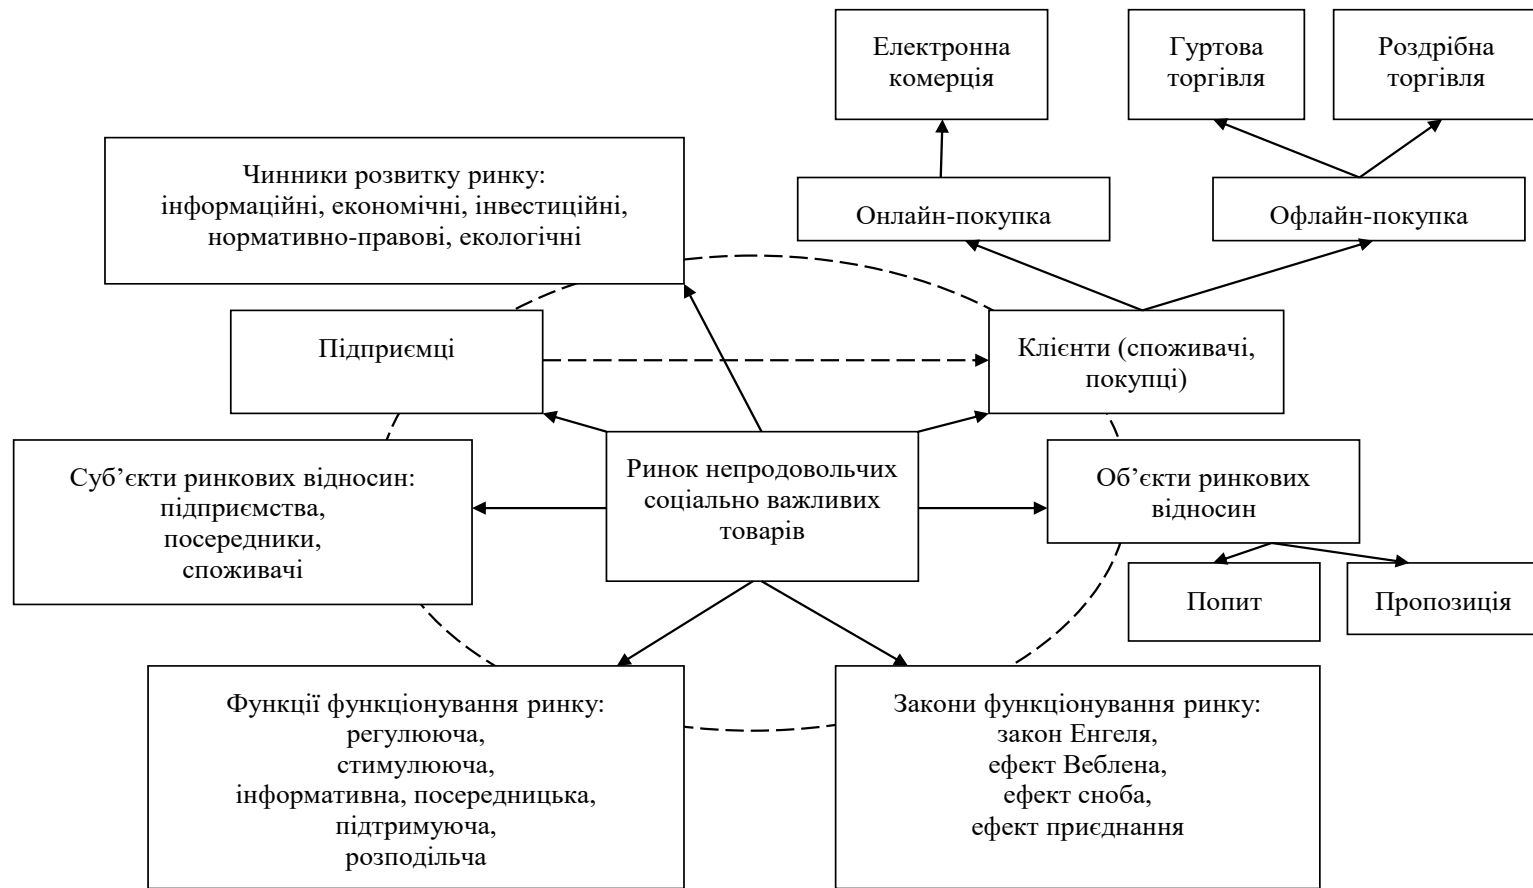 Електронна
комерція
Гуртова
торгівля
Роздрібна
торгівля
Чинники розвитку ринку:
інформаційні, економічні, інвестиційні,
нормативно-правові, екологічні
Онлайн-покупка
Офлайн-покупка
Підприємці
Клієнти (споживачі,
покупці)
Суб’єкти ринкових відносин:
підприємства,
посередники,
споживачі
Ринок непродовольчих
соціально важливих
товарів
Об’єкти ринкових
відносин
Попит
Пропозиція
Функції функціонування ринку:
регулююча,
стимулююча,
інформативна, посередницька,
підтримуюча,
розподільча
Закони функціонування ринку:
закон Енгеля,
ефект Веблена,
ефект сноба,
ефект приєднання